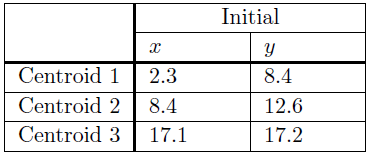 Initial
x y
Centroid 1 2.3 8.4
Centroid 2 8.4 12.6
Centroid 3 17.1 17.2